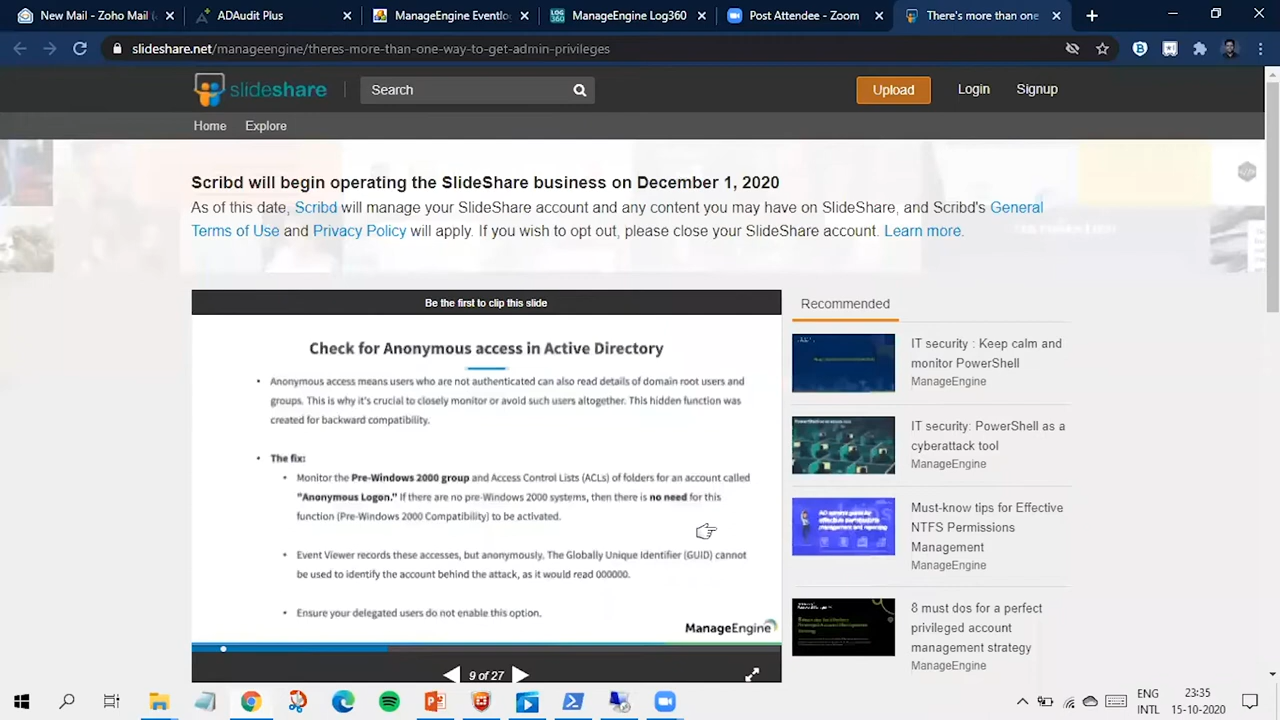 New Mail - Zoho Mail (
ADAudit Plus
ManageEngine Eventlo
ManageEngine Log360
Post Attendee - Zoom
There's more than one
slideshare.net/manageengine/theres-more-than-one-way-to-get-admin-privileges
slideshare
Search
Upload
Login
Signup
Home
Explore
Scribd will begin operating the SlideShare business on December 1, 2020
As of this date, Scribd will manage your SlideShare account and any content you may have on SlideShare, and Scribd's General
Terms of Use and Privacy Policy will apply. If you wish to opt out, please close your SlideShare account. Learn more.
Be the first to clip this slide
Check for Anonymous access in Active Directory
• Anonymous access means users who are not authenticated can also read details of domain root users and
groups. This is why it's crucial to closely monitor or avoid such users altogether. This hidden function was
created for backward compatibility.
• The fix:
• Monitor the Pre-Windows 2000 group and Access Control Lists (ACLs) of folders for an account called
"Anonymous Logon." If there are no pre-Windows 2000 systems, then there is no need for this
function (Pre-Windows 2000 Compatibility) to be activated.
• Event Viewer records these accesses, but anonymously. The Globally Unique Identifier (GUID) cannot
be used to identify the account behind the attack, as it would read 000000.
• Ensure your delegated users do not enable this option.
ManageEngine
9 of 27
Recommended
IT security : Keep calm and
monitor PowerShell
ManageEngine
IT security: PowerShell as a
cyberattack tool
ManageEngine
Must-know tips for Effective
NTFS Permissions
Management
ManageEngine
8 must dos for a perfect
privileged account
management strategy
ManageEngine
ENG
INTL
23:35
15-10-2020